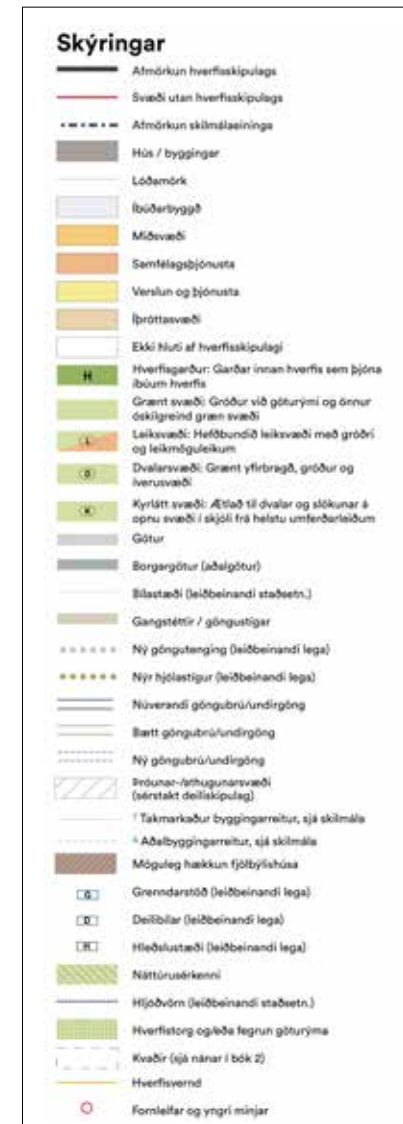 Skýringar
Afmörkun hverfisskipulags
Svæði utan hverfisskipulags
Afmörkun skilmálaeininga
Hús / byggingar
Lóðamörk
Íbúðarbyggð
Miðsvæði
Samfélagsþjónusta
Verslun og þjónusta
Íþróttasvæði
Ekki hluti af hverfisskipulagi
H
Hverfisgarður: Garðar innan hverfis sem þjóna
íbúum hverfis
Grænt svæði: Gróður við göturými og önnur
óskilgreind græn svæði
L
Leiksvæði: Hefðbundið leiksvæði með gróðri
og leikmöguleikum
D
Dvalarsvæði: Grænt yfirbragð, gróður og
íverusvæði
K
Kyrlátt svæði: Ætlað til dvalar og slökunar á
opnu svæði í skjóli frá helstu umferðarleiðum
Götur
Borgargötur (aðalgötur)
Bílastæði (leiðbeinandi staðsetn.)
Gangstéttir / göngustígar
Ný göngutenging (leiðbeinandi lega)
Nýr hjólastígur (leiðbeinandi lega)
Núverandi göngubrú/undirgöng
Bætt göngubrú/undirgöng
Ný göngubrú/undirgöng
Þróunar-/athugunarsvæði
(sérstakt deiliskipulag)
Takmarkaður byggingarreitur, sjá skilmála
Aðalbyggingarreitur, sjá skilmála
Möguleg hækkun fjölbýlishúsa
G
Grenndarstöð (leiðbeinandi lega)
D
Deilibílar (leiðbeinandi lega)
H
Hleðslustæði (leiðbeinandi lega)
Náttúrusérkenni
Hljóðvörn (leiðbeinandi staðsetn.)
Hverfistorg og/eða fegrun göturýma
Kvaðir (sjá nánar í bók 2)
Hverfisvernd
Fornleifar og yngri minjar